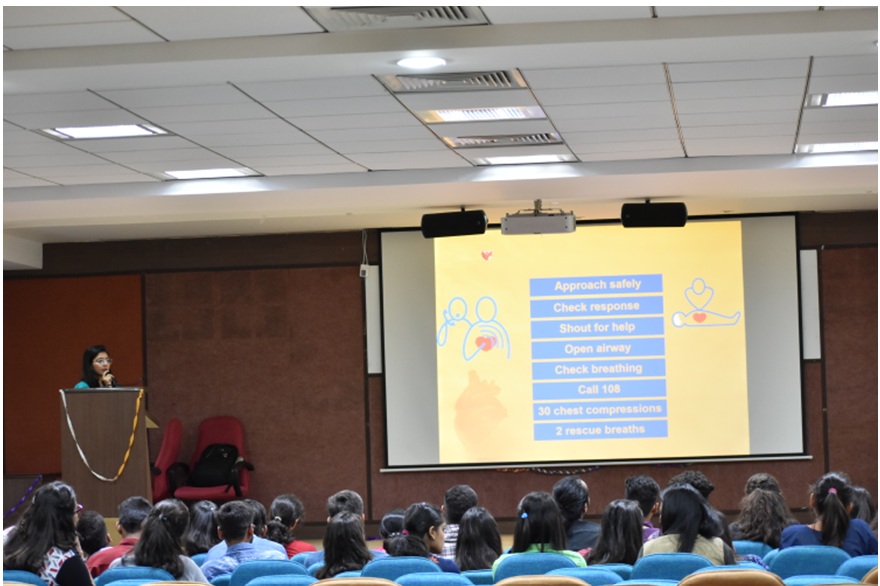 Approach safely
Check response
Shout for help
Open airway
Check breathing
Call 108
30 chest compressions
2 rescue breaths